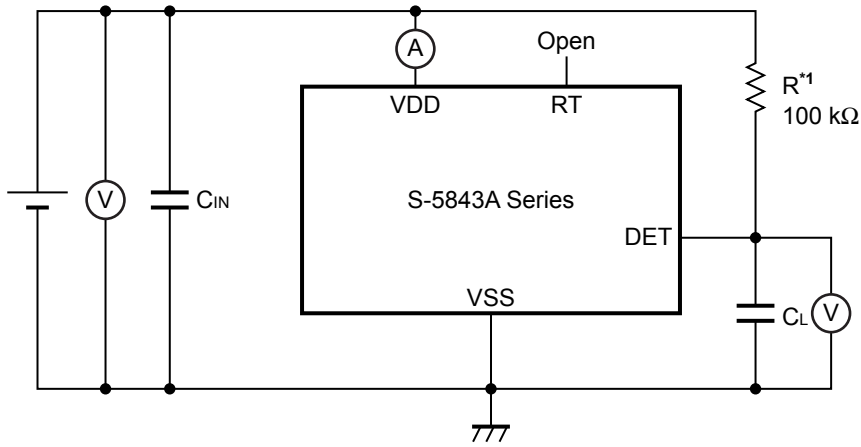 A
Open
VDD
RT
R*1
100 kΩ
V
CIN
S-5843A Series
DET
VSS
CL
V